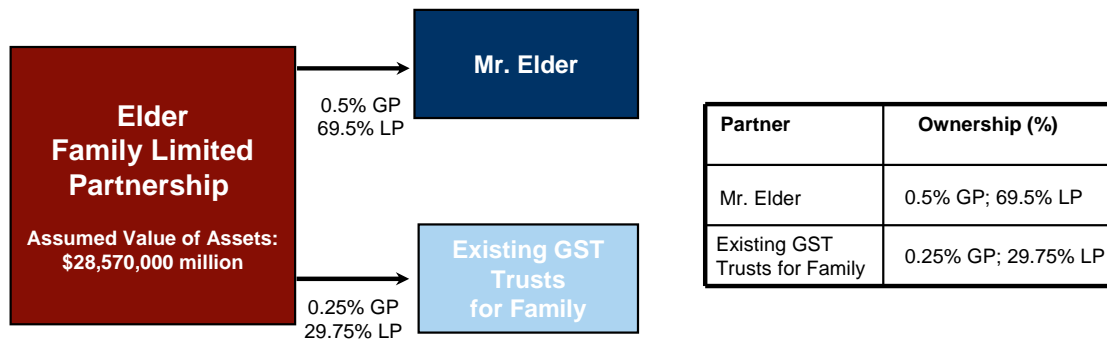 Elder
Family Limited
Partnership
Assumed Value of Assets:
$28,570,000 million
0.5% GP
69.5% LP
Mr. Elder
0.25% GP
29.75% LP
Existing GST
Trusts
for Family
Partner Ownership (%)
Mr. Elder 0.5% GP; 69.5% LP
Existing GST
Trusts for Family 0.25% GP; 29.75% LP